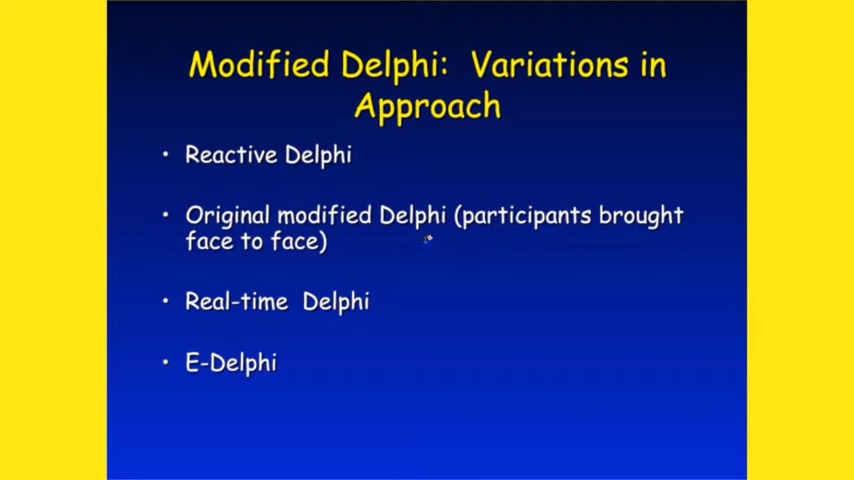 Modified Delphi: Variations in
Approach
• Reactive Delphi
• Original modified Delphi (participants brought
face to face)
• Real-time Delphi
• E-Delphi